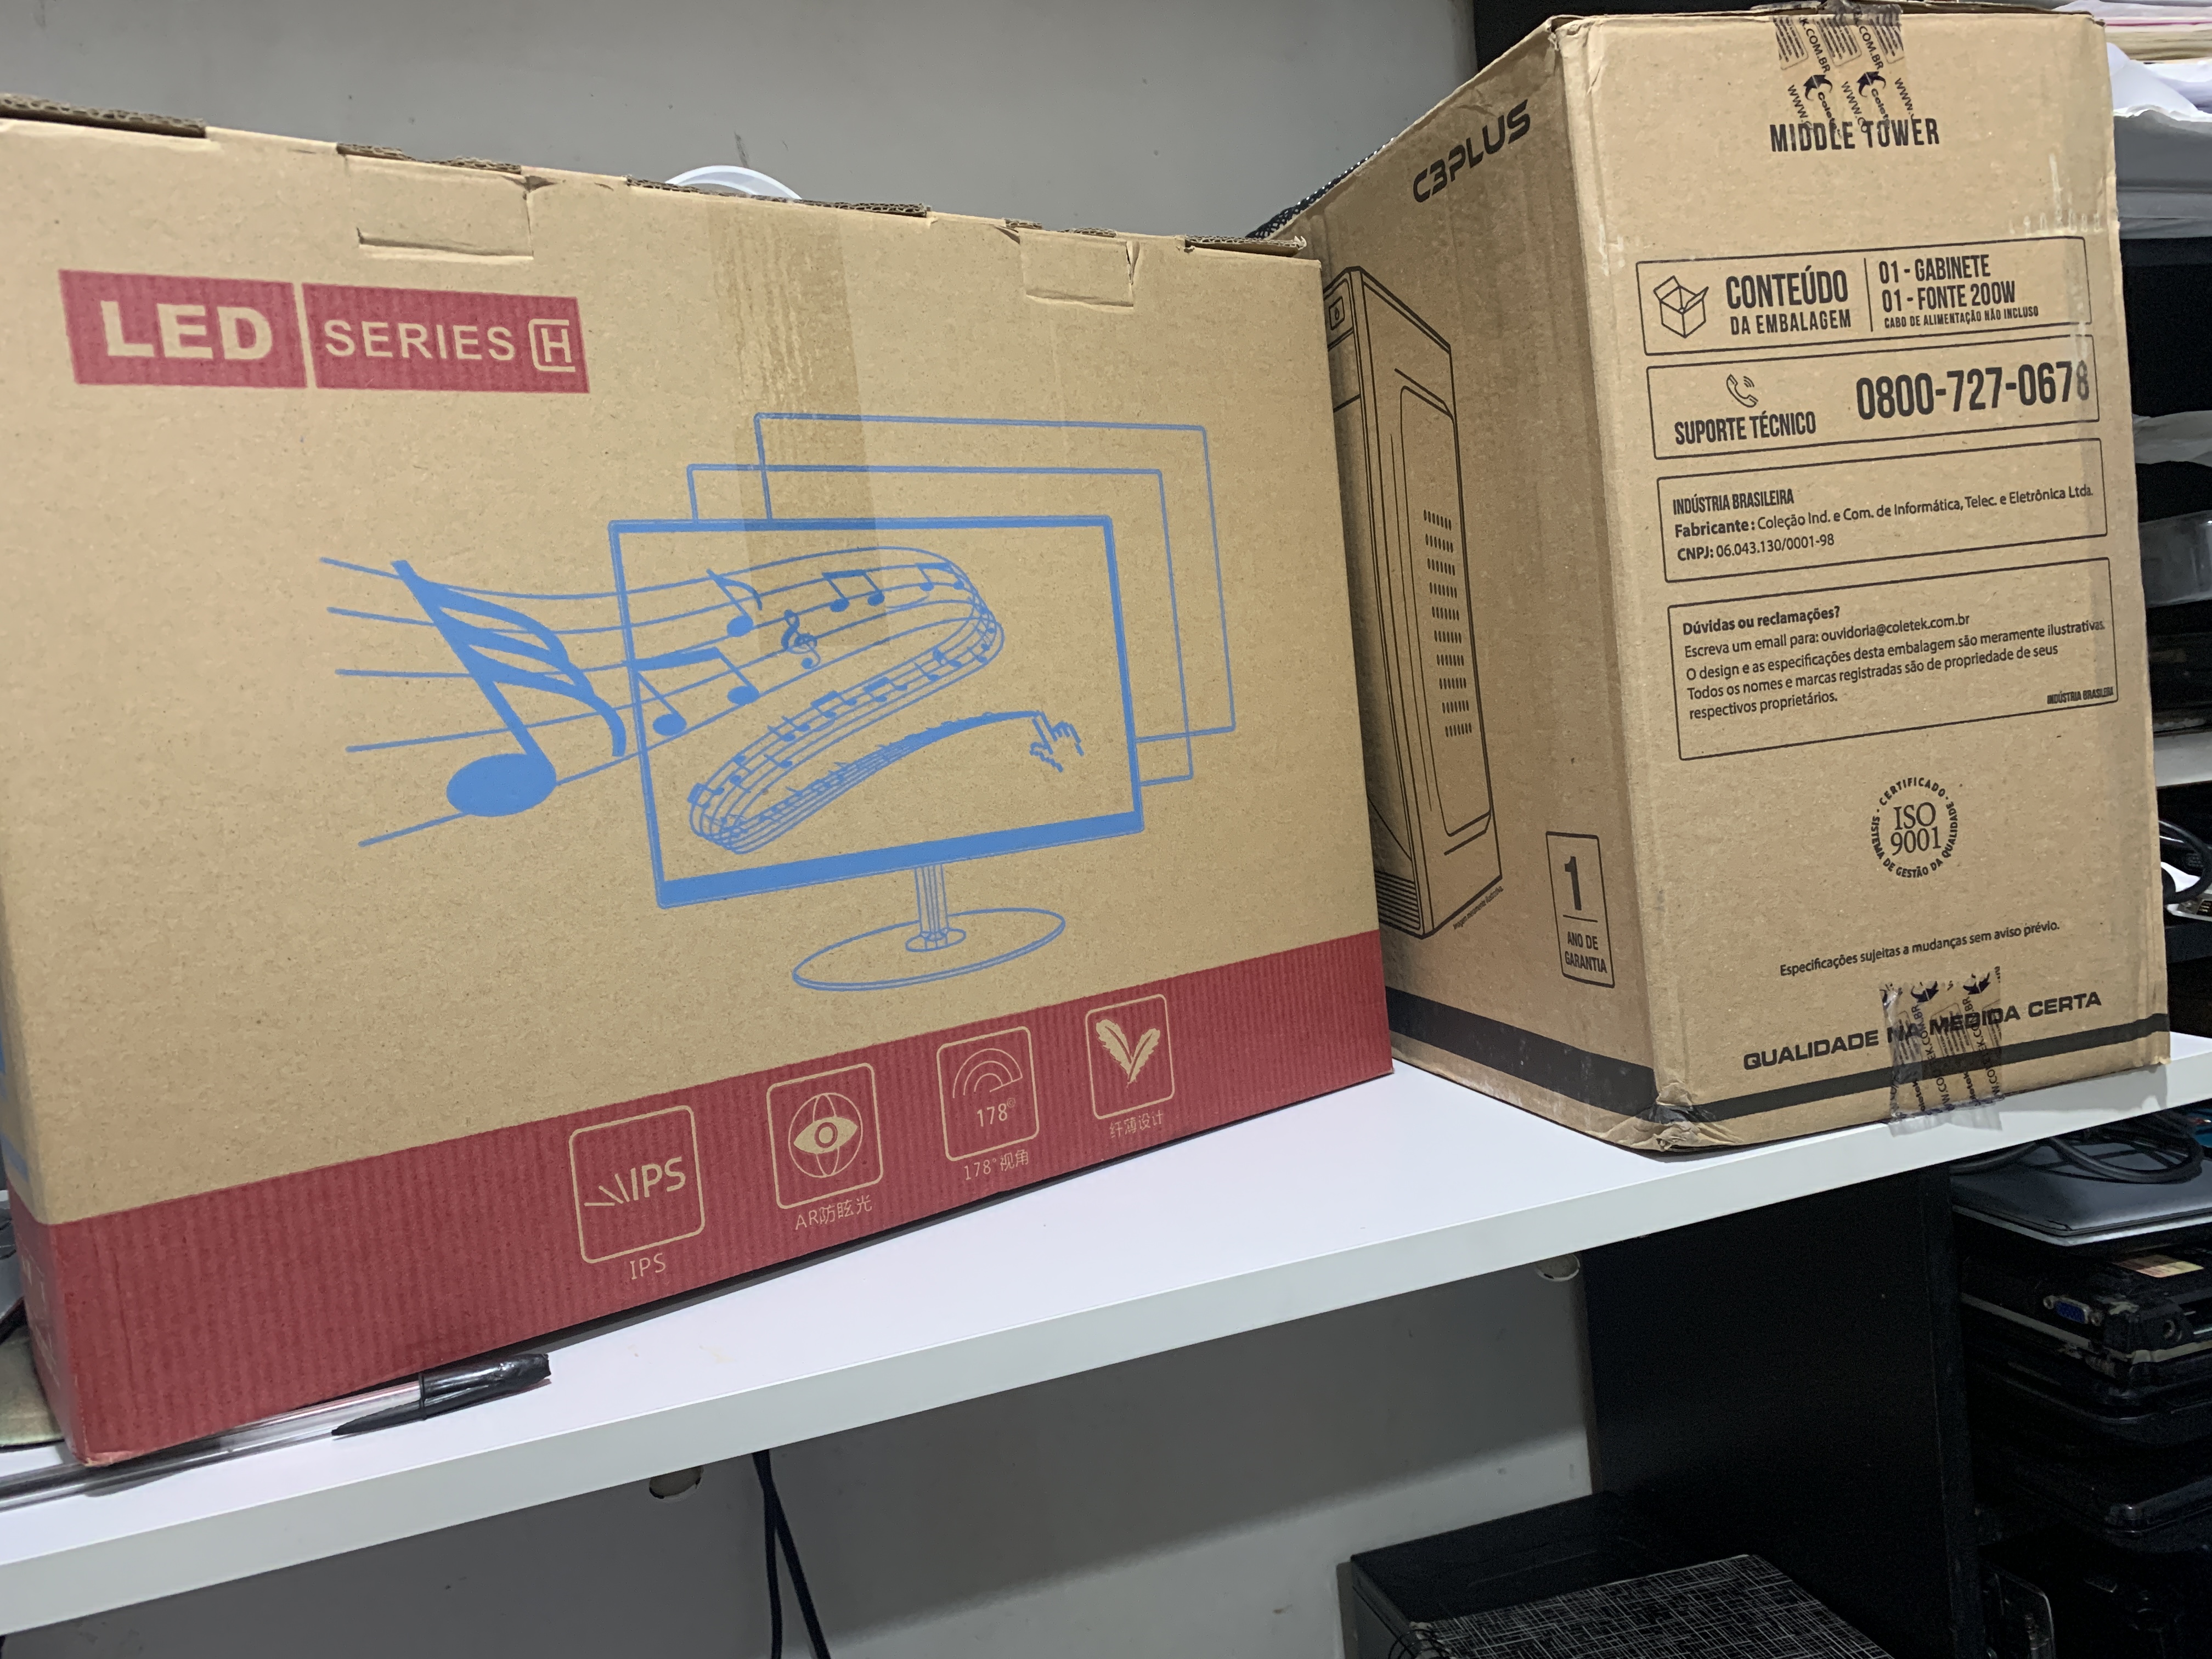 LED SERIES H
IPS
IPS
AR防眩光
178°
178°视角
纤薄设计
C3PLUS
1
ANO DE
GARANTIA
WWW.COLETEK.COM.BR
MIDDLE TOWER
CONTEÚDO
DA EMBALAGEM
01 - GABINETE
01 - FONTE 200W
CABO DE ALIMENTAÇÃO NÃO INCLUSO
SUPORTE TÉCNICO
0800-727-0678
INDÚSTRIA BRASILEIRA
Fabricante: Coleção Ind. e Com. de Informática, Telec. e Eletrônica Ltda.
CNPJ: 06.043.130/0001-98
Dúvidas ou reclamações?
Escreva um email para: ouvidoria@coletek.com.br
O design e as especificações desta embalagem são meramente ilustrativas.
Todos os nomes e marcas registradas são de propriedade de seus
respectivos proprietários.
INDÚSTRIA BRASILEIRA
CERTIFICADO
ISO
9001
SISTEMA DE GESTÃO DA QUALIDADE
Especificações sujeitas a mudanças sem aviso prévio.
QUALIDADE NA MEDIDA CERTA